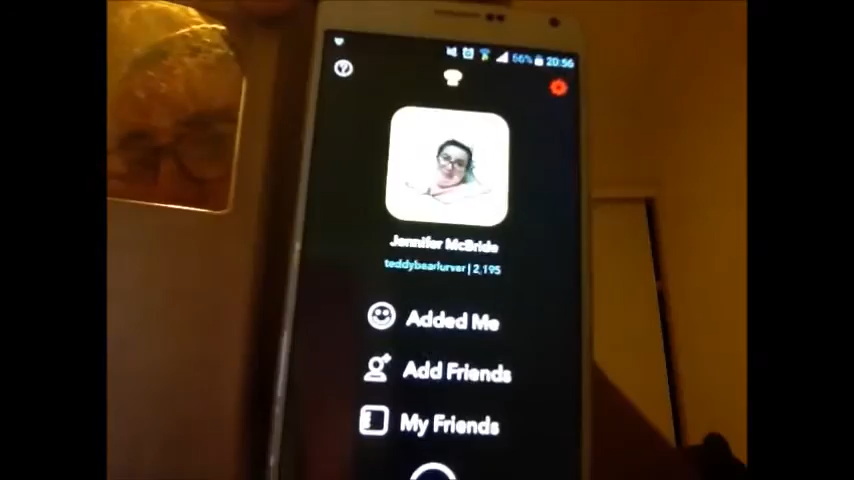 66% 20:56
Jennifer McBride
teddybearlurver | 2,195
Added Me
Add Friends
My Friends